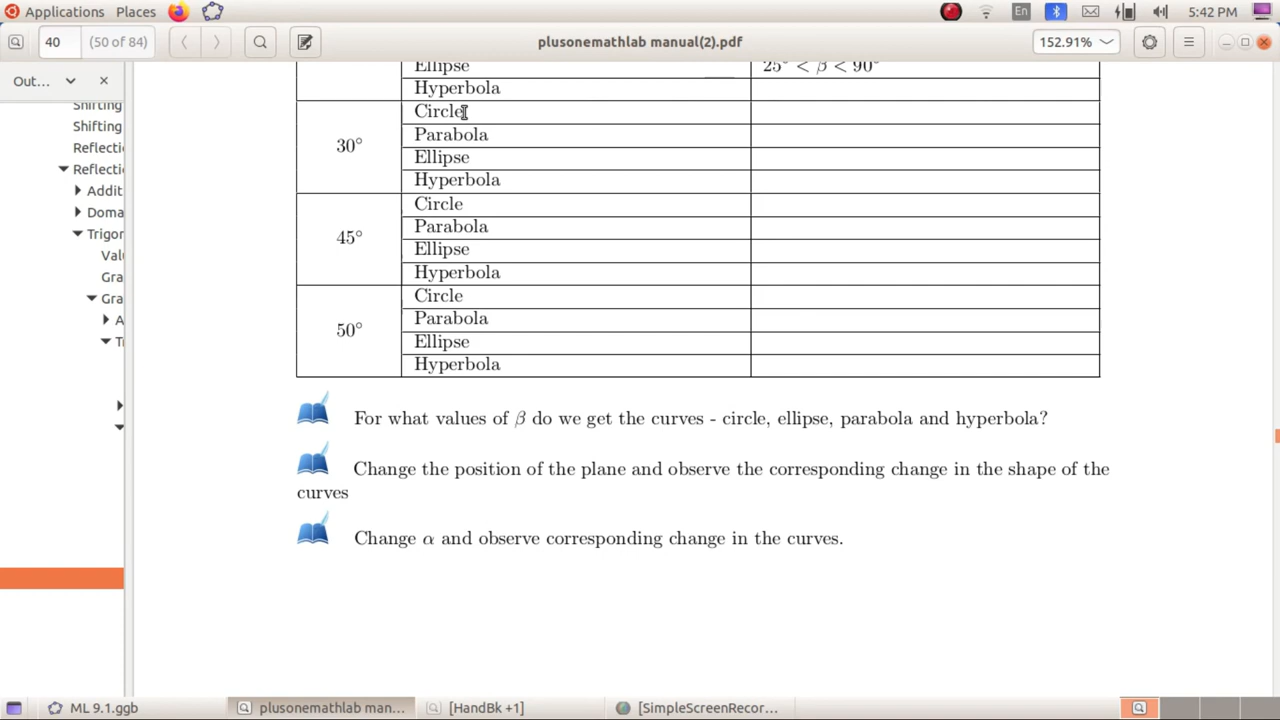 Applications Places En 5:42 PM
40 (50 of 84) plusonemathlab manual(2).pdf 152.91%
Out...
Shifting
Shifting
Reflecti
Reflectio
Addit
Doma
Trigor
Val
Gra
Gra
A
Tr
Ellipse 25° < β < 90°
Hyperbola
30° Circle
Parabola
Ellipse
Hyperbola
45° Circle
Parabola
Ellipse
Hyperbola
50° Circle
Parabola
Ellipse
Hyperbola
For what values of β do we get the curves - circle, ellipse, parabola and hyperbola?
Change the position of the plane and observe the corresponding change in the shape of the
curves
Change α and observe corresponding change in the curves.
ML 9.1.ggb plusonemathlab man... [HandBk +1] [SimpleScreenRecor...